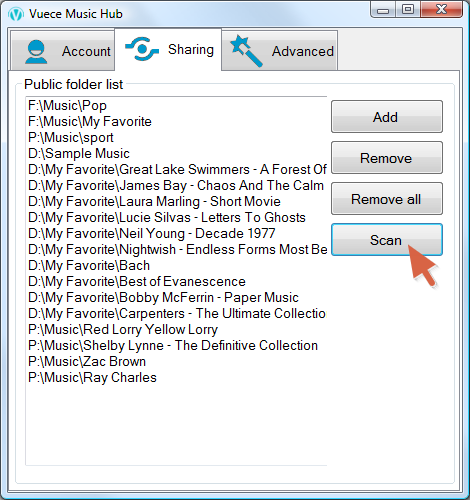 Vuece Music Hub
Account
Sharing
Advanced
Public folder list
F:\Music\Pop
F:\Music\My Favorite
P:\Music\sport
D:\Sample Music
D:\My Favorite\Great Lake Swimmers - A Forest Of
D:\My Favorite\James Bay - Chaos And The Calm
D:\My Favorite\Laura Marling - Short Movie
D:\My Favorite\Lucie Silvas - Letters To Ghosts
D:\My Favorite\Neil Young - Decade 1977
D:\My Favorite\Nightwish - Endless Forms Most Be
D:\My Favorite\Bach
D:\My Favorite\Best of Evanescence
D:\My Favorite\Bobby McFerrin - Paper Music
D:\My Favorite\Carpenters - The Ultimate Collectio
P:\Music\Red Lorry Yellow Lorry
P:\Music\Shelby Lynne - The Definitive Collection
P:\Music\Zac Brown
P:\Music\Ray Charles
Add
Remove
Remove all
Scan